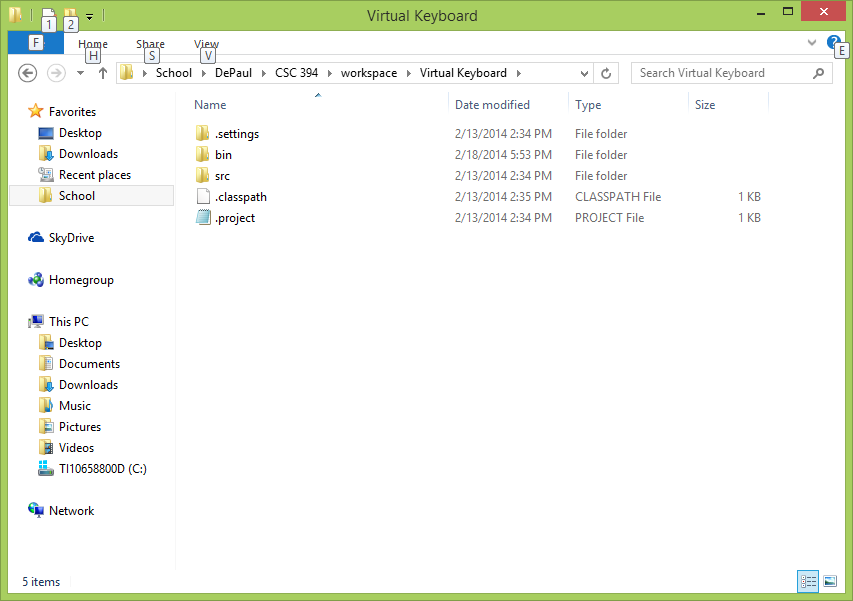 Virtual Keyboard
1 2
F Home Share View
H S V E
School DePaul CSC 394 workspace Virtual Keyboard Search Virtual Keyboard
Name Date modified Type Size
Favorites
Desktop
Downloads
Recent places
School
SkyDrive
Homegroup
This PC
Desktop
Documents
Downloads
Music
Pictures
Videos
TI10658800D (C:)
Network
.settings 2/13/2014 2:34 PM File folder
bin 2/18/2014 5:53 PM File folder
src 2/13/2014 2:34 PM File folder
.classpath 2/13/2014 2:35 PM CLASSPATH File 1 KB
.project 2/13/2014 2:34 PM PROJECT File 1 KB
5 items